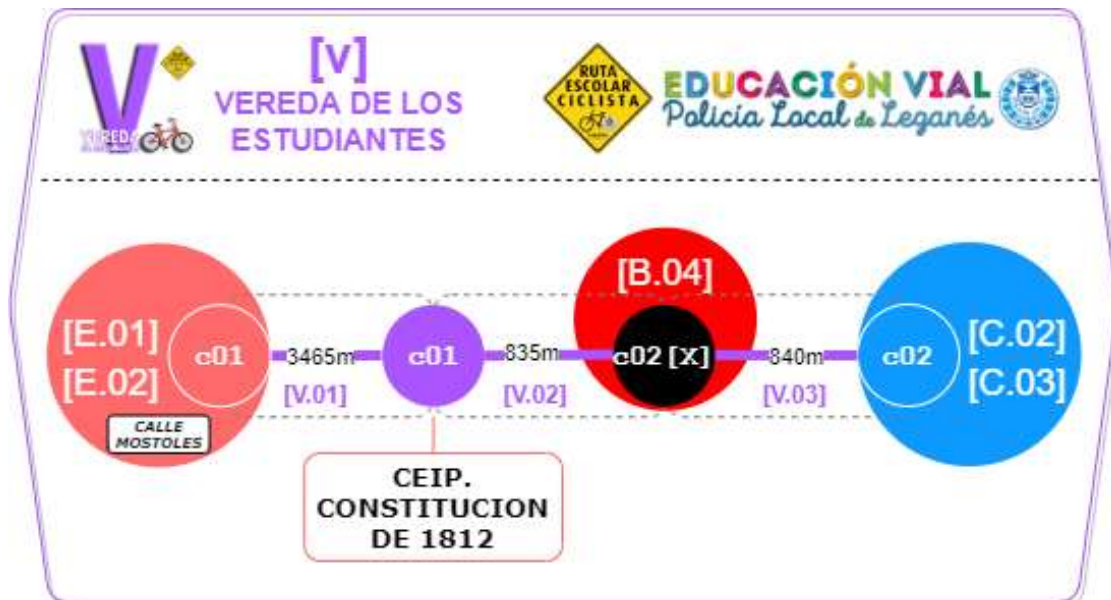 V
VEREDA
[V]
VEREDA DE LOS
ESTUDIANTES
RUTA
ESCOLAR
CICLISTA
EDUCACIÓN VIAL
Policía Local de Leganés
[E.01]
[E.02]
c01
CALLE
MOSTOLES
3465m
[V.01]
c01
835m
[V.02]
[B.04]
c02 [X]
840m
[V.03]
c02
[C.02]
[C.03]
CEIP.
CONSTITUCION
DE 1812